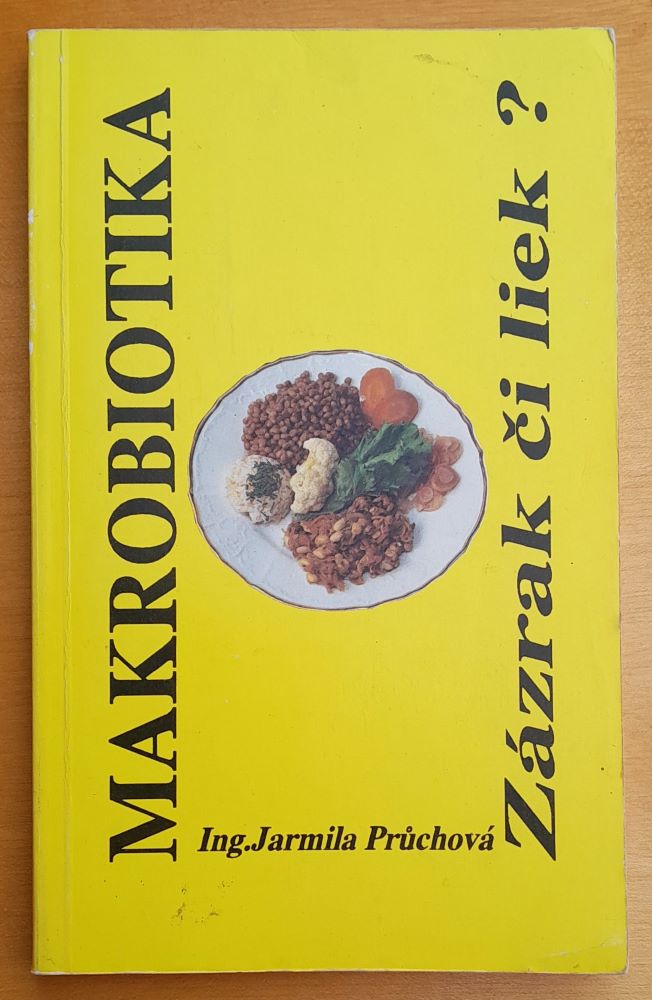 MAKROBIOTIKA
Zázrak či liek ?
Ing.Jarmila Průchová